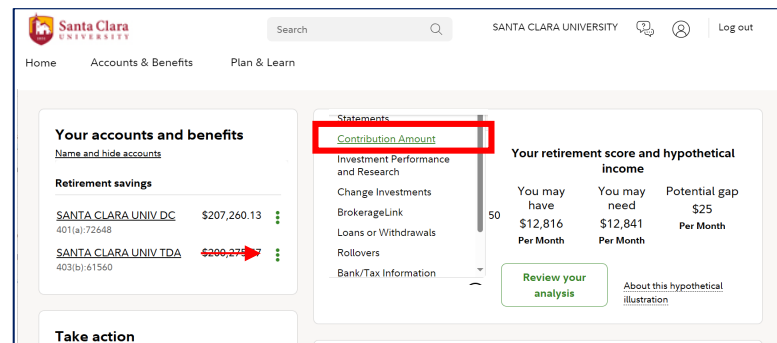 Santa Clara
UNIVERSITY
Search
SANTA CLARA UNIVERSITY
Log out
Home
Accounts & Benefits
Plan & Learn
Your accounts and benefits
Name and hide accounts
Retirement savings
SANTA CLARA UNIV DC
$207,260.13
401(a):72648
SANTA CLARA UNIV TDA
403(b):61560
Take action
Statements
Contribution Amount
Investment Performance
and Research
Change Investments
BrokerageLink
Loans or Withdrawals
Rollovers
Bank/Tax Information
50
Your retirement score and hypothetical
income
You may
have
$12,816
Per Month
You may
need
$12,841
Per Month
Potential gap
$25
Per Month
Review your
analysis
About this hypothetical
illustration